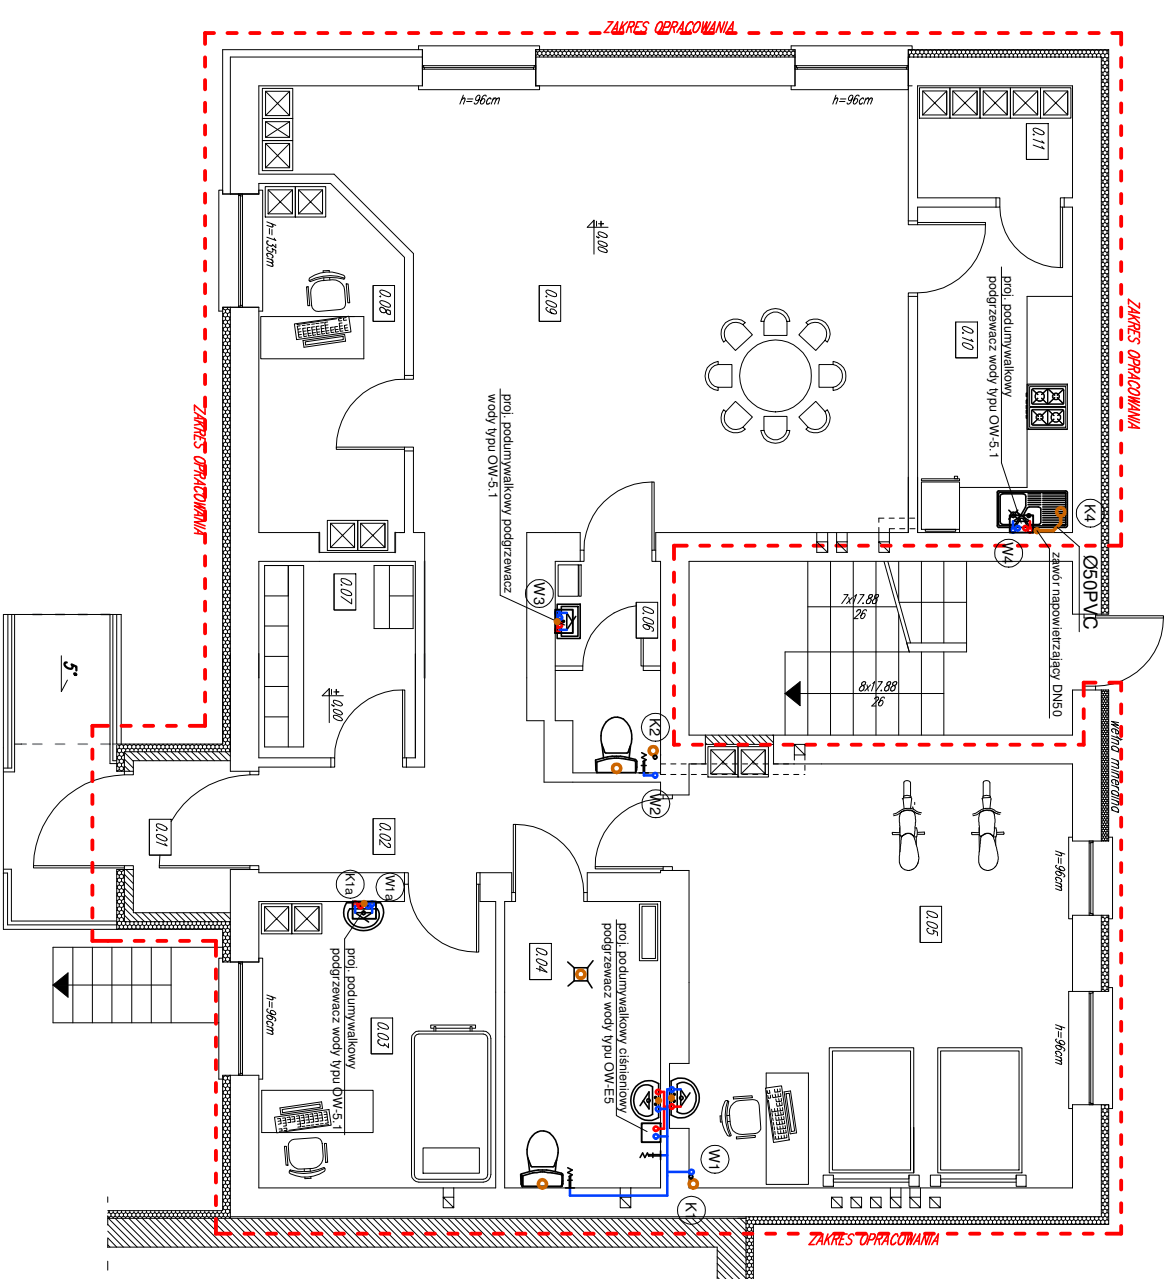 ZAKRES OPRACOWANIA
h=96cm
h=96cm
0.11
h=135cm
±0,00
0.08
0.09
0.10
proj. podumywalkowy
podgrzewacz wody typu OW-5.1
ZAKRES OPRACOWANIA
ZAKRES OPRACOWANIA
proj. podumywalkowy podgrzewacz
wody typu OW-5.1
K4
Ø50PVC
W4
zawór napowietrzający DN50
0.07
W3
0.06
7x17.88
26
8x17.88
26
5°
±0,00
K2
W2
wełna mineralna
0.01
0.02
h=96cm
K1a
W1a
0.05
0.04
proj. podumywalkowy ciśnieniowy
podgrzewacz wody typu OW-E5
proj. podumywalkowy
podgrzewacz wody typu OW-5.1
h=96cm
0.03
h=96cm
W1
K1
ZAKRES OPRACOWANIA